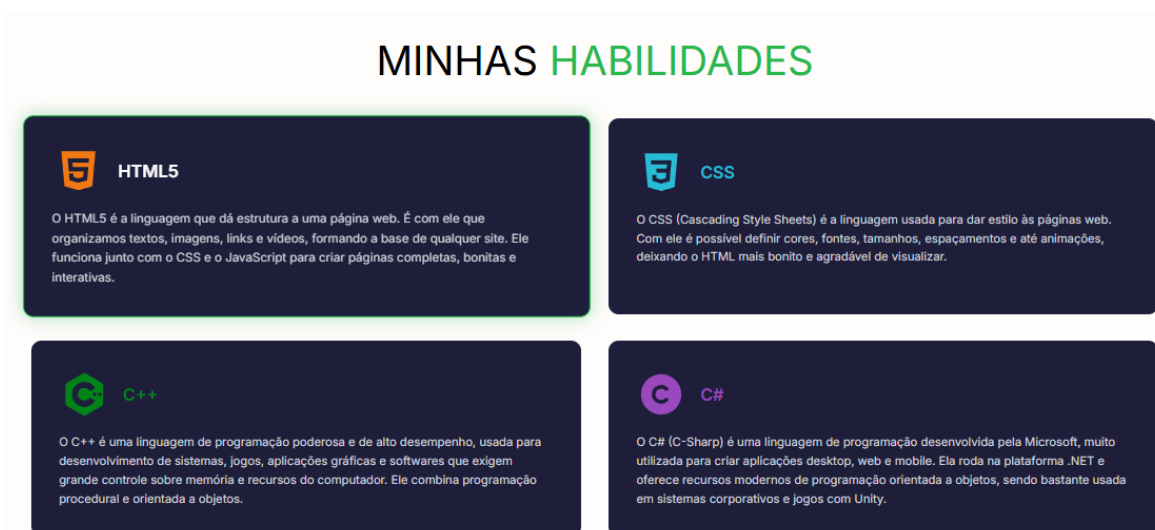 MINHAS HABILIDADES
HTML5
O HTML5 é a linguagem que dá estrutura a uma página web. É com ele que
organizamos textos, imagens, links e vídeos, formando a base de qualquer site. Ele
funciona junto com o CSS e o JavaScript para criar páginas completas, bonitas e
interativas.
CSS
O CSS (Cascading Style Sheets) é a linguagem usada para dar estilo às páginas web.
Com ele é possível definir cores, fontes, tamanhos, espaçamentos e até animações,
deixando o HTML mais bonito e agradável de visualizar.
C++
O C++ é uma linguagem de programação poderosa e de alto desempenho, usada para
desenvolvimento de sistemas, jogos, aplicações gráficas e softwares que exigem
grande controle sobre memória e recursos do computador. Ele combina programação
procedural e orientada a objetos.
C#
O C# (C-Sharp) é uma linguagem de programação desenvolvida pela Microsoft, muito
utilizada para criar aplicações desktop, web e mobile. Ela roda na plataforma .NET e
oferece recursos modernos de programação orientada a objetos, sendo bastante usada
em sistemas corporativos e jogos com Unity.